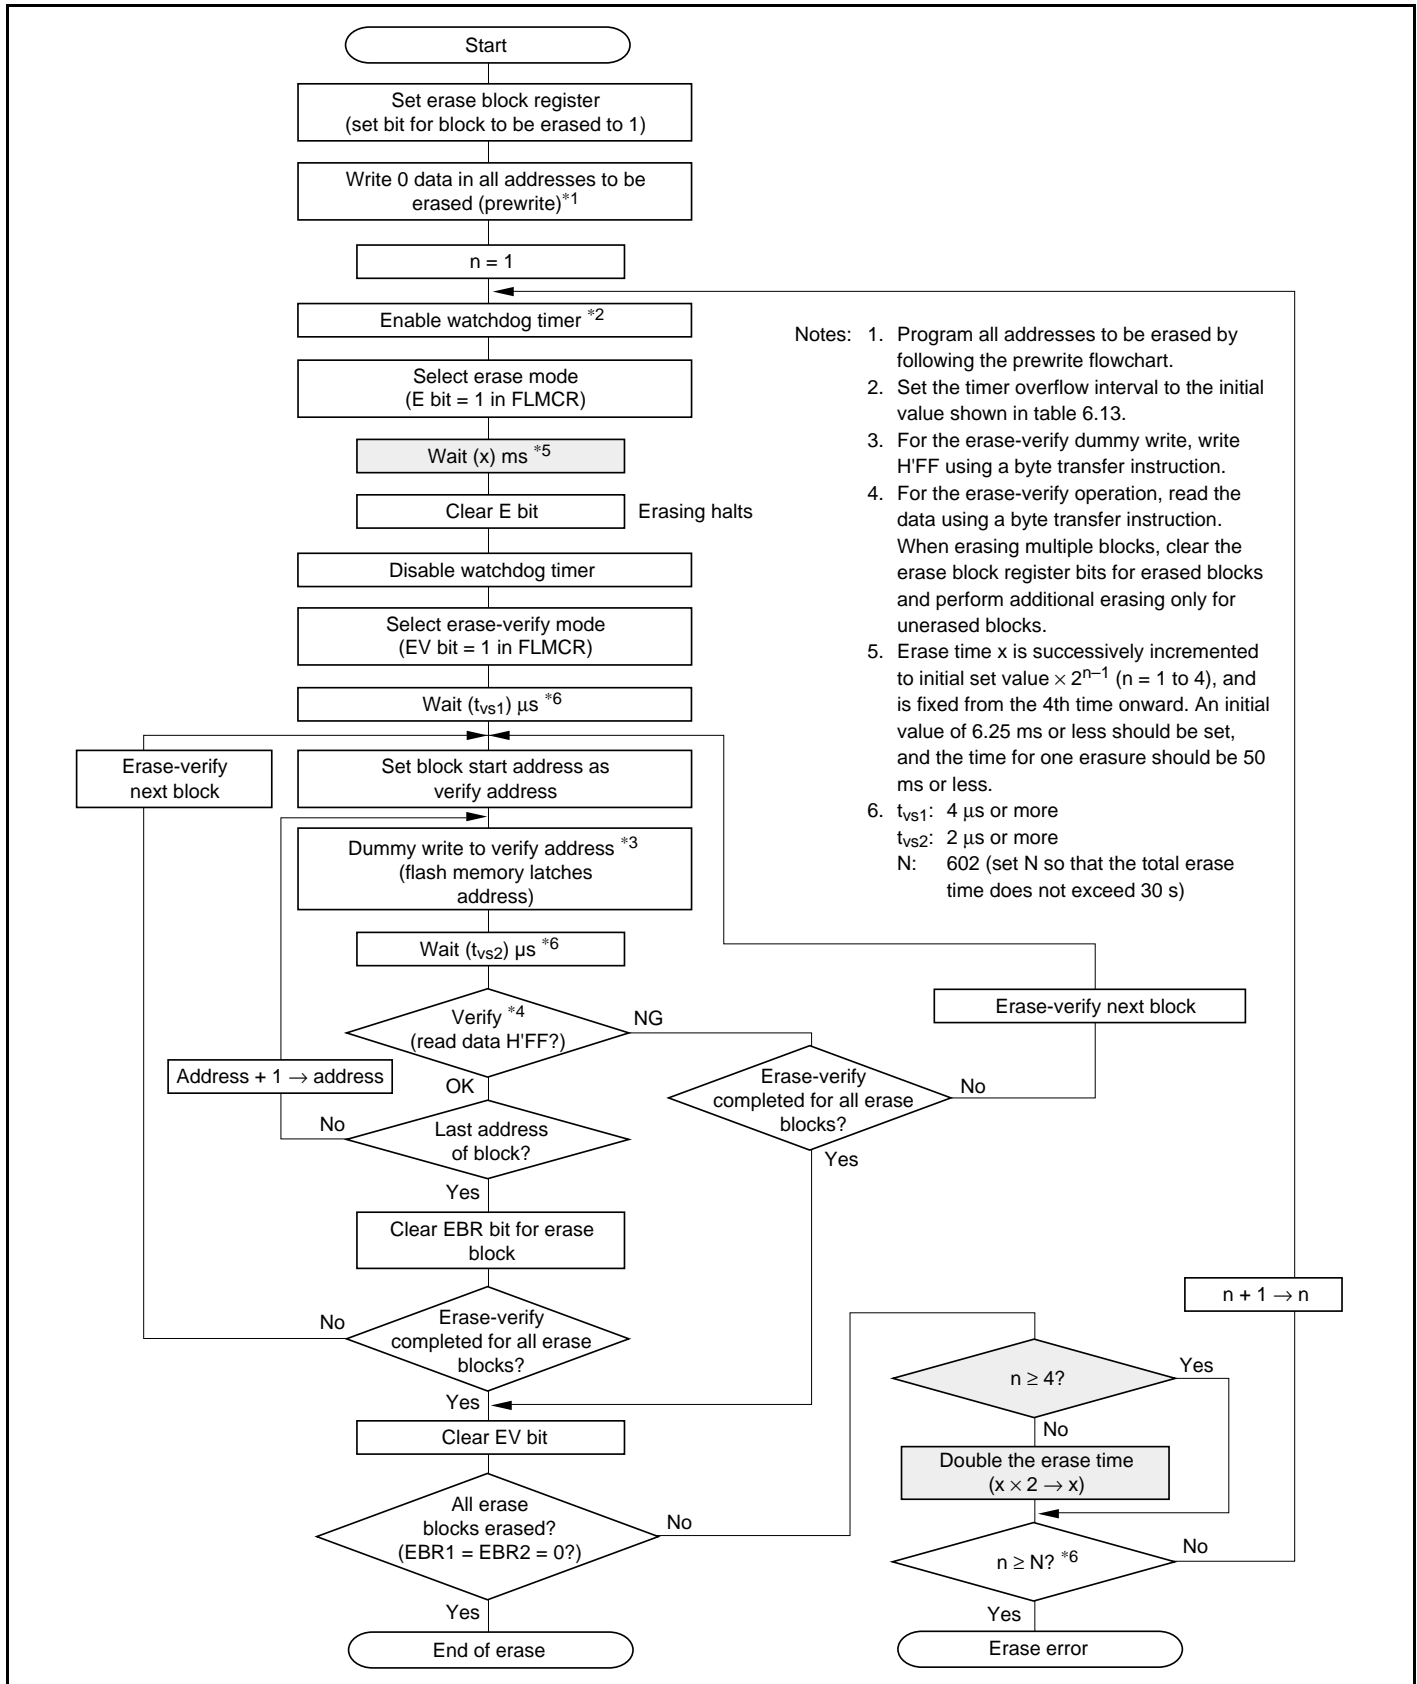 Start
Set erase block register
(set bit for block to be erased to 1)
Write 0 data in all addresses to be
erased (prewrite)*1
n = 1
Enable watchdog timer *2
Select erase mode
(E bit = 1 in FLMCR)
Wait (x) ms *5
Clear E bit
Erasing halts
Disable watchdog timer
Select erase-verify mode
(EV bit = 1 in FLMCR)
Wait (tvs1) μs *6
Erase-verify
next block
Set block start address as
verify address
Dummy write to verify address *3
(flash memory latches
address)
Wait (tvs2) μs *6
Verify *4
(read data H'FF?)
NG
OK
Address + 1 → address
No
Last address
of block?
Yes
Clear EBR bit for erase
block
No
Erase-verify
completed for all erase
blocks?
Yes
Clear EV bit
All erase
blocks erased?
(EBR1 = EBR2 = 0?)
No
Yes
End of erase
Notes: 1. Program all addresses to be erased by
following the prewrite flowchart.
2. Set the timer overflow interval to the initial
value shown in table 6.13.
3. For the erase-verify dummy write, write
H'FF using a byte transfer instruction.
4. For the erase-verify operation, read the
data using a byte transfer instruction.
When erasing multiple blocks, clear the
erase block register bits for erased blocks
and perform additional erasing only for
unerased blocks.
5. Erase time x is successively incremented
to initial set value × 2n–1 (n = 1 to 4), and
is fixed from the 4th time onward. An initial
value of 6.25 ms or less should be set,
and the time for one erasure should be 50
ms or less.
6. tvs1: 4 μs or more
tvs2: 2 μs or more
N: 602 (set N so that the total erase
time does not exceed 30 s)
Erase-verify next block
Erase-verify
completed for all erase
blocks?
No
Yes
n + 1 → n
n ≥ 4?
Yes
No
Double the erase time
(x × 2 → x)
n ≥ N? *6
No
Yes
Erase error